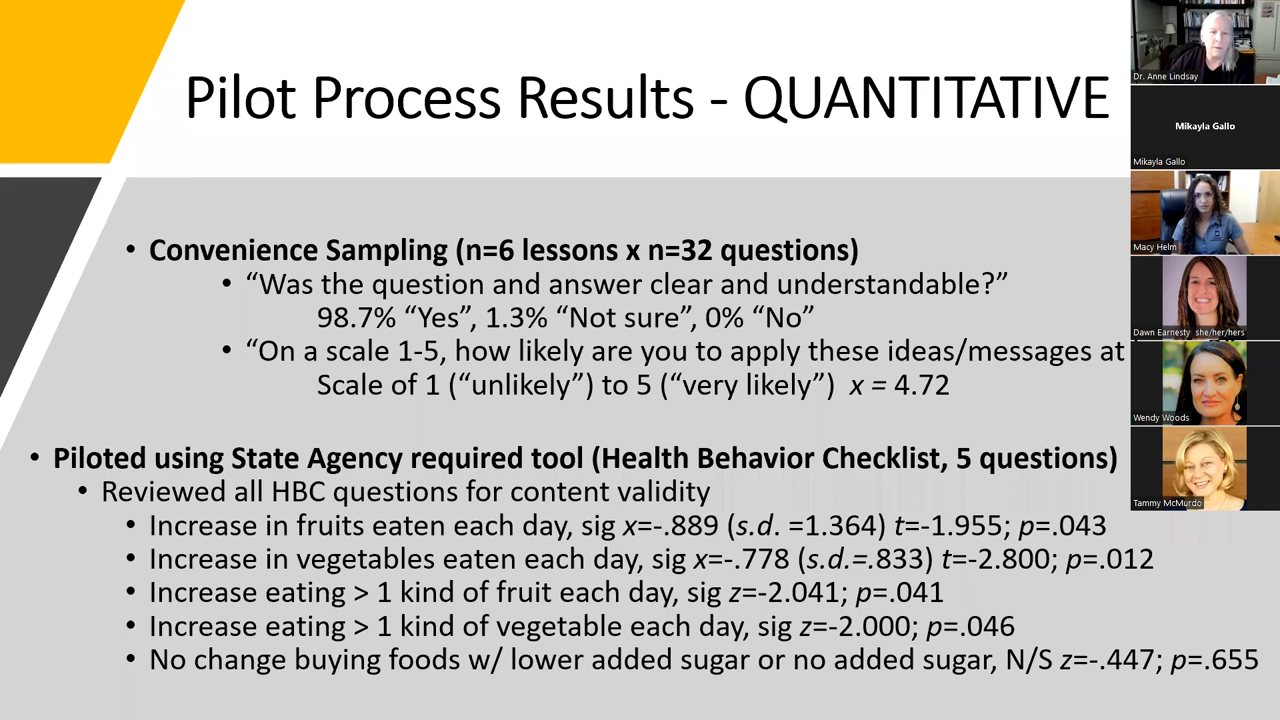 Pilot Process Results - QUANTITATIVE
• Convenience Sampling (n=6 lessons x n=32 questions)
• “Was the question and answer clear and understandable?”
98.7% “Yes”, 1.3% “Not sure”, 0% “No”
• “On a scale 1-5, how likely are you to apply these ideas/messages at
Scale of 1 (“unlikely”) to 5 (“very likely”) x = 4.72
• Piloted using State Agency required tool (Health Behavior Checklist, 5 questions)
• Reviewed all HBC questions for content validity
• Increase in fruits eaten each day, sig x=-.889 (s.d. =1.364) t=-1.955; p=.043
• Increase in vegetables eaten each day, sig x=-.778 (s.d.=.833) t=-2.800; p=.012
• Increase eating > 1 kind of fruit each day, sig z=-2.041; p=.041
• Increase eating > 1 kind of vegetable each day, sig z=-2.000; p=.046
• No change buying foods w/ lower added sugar or no added sugar, N/S z=-.447; p=.655
Dr. Anne Lindsay
Mikayla Gallo
Mikayla Gallo
Macy Helm
Dawn Earnesty she/her/hers
Wendy Woods
Tammy McMurdo